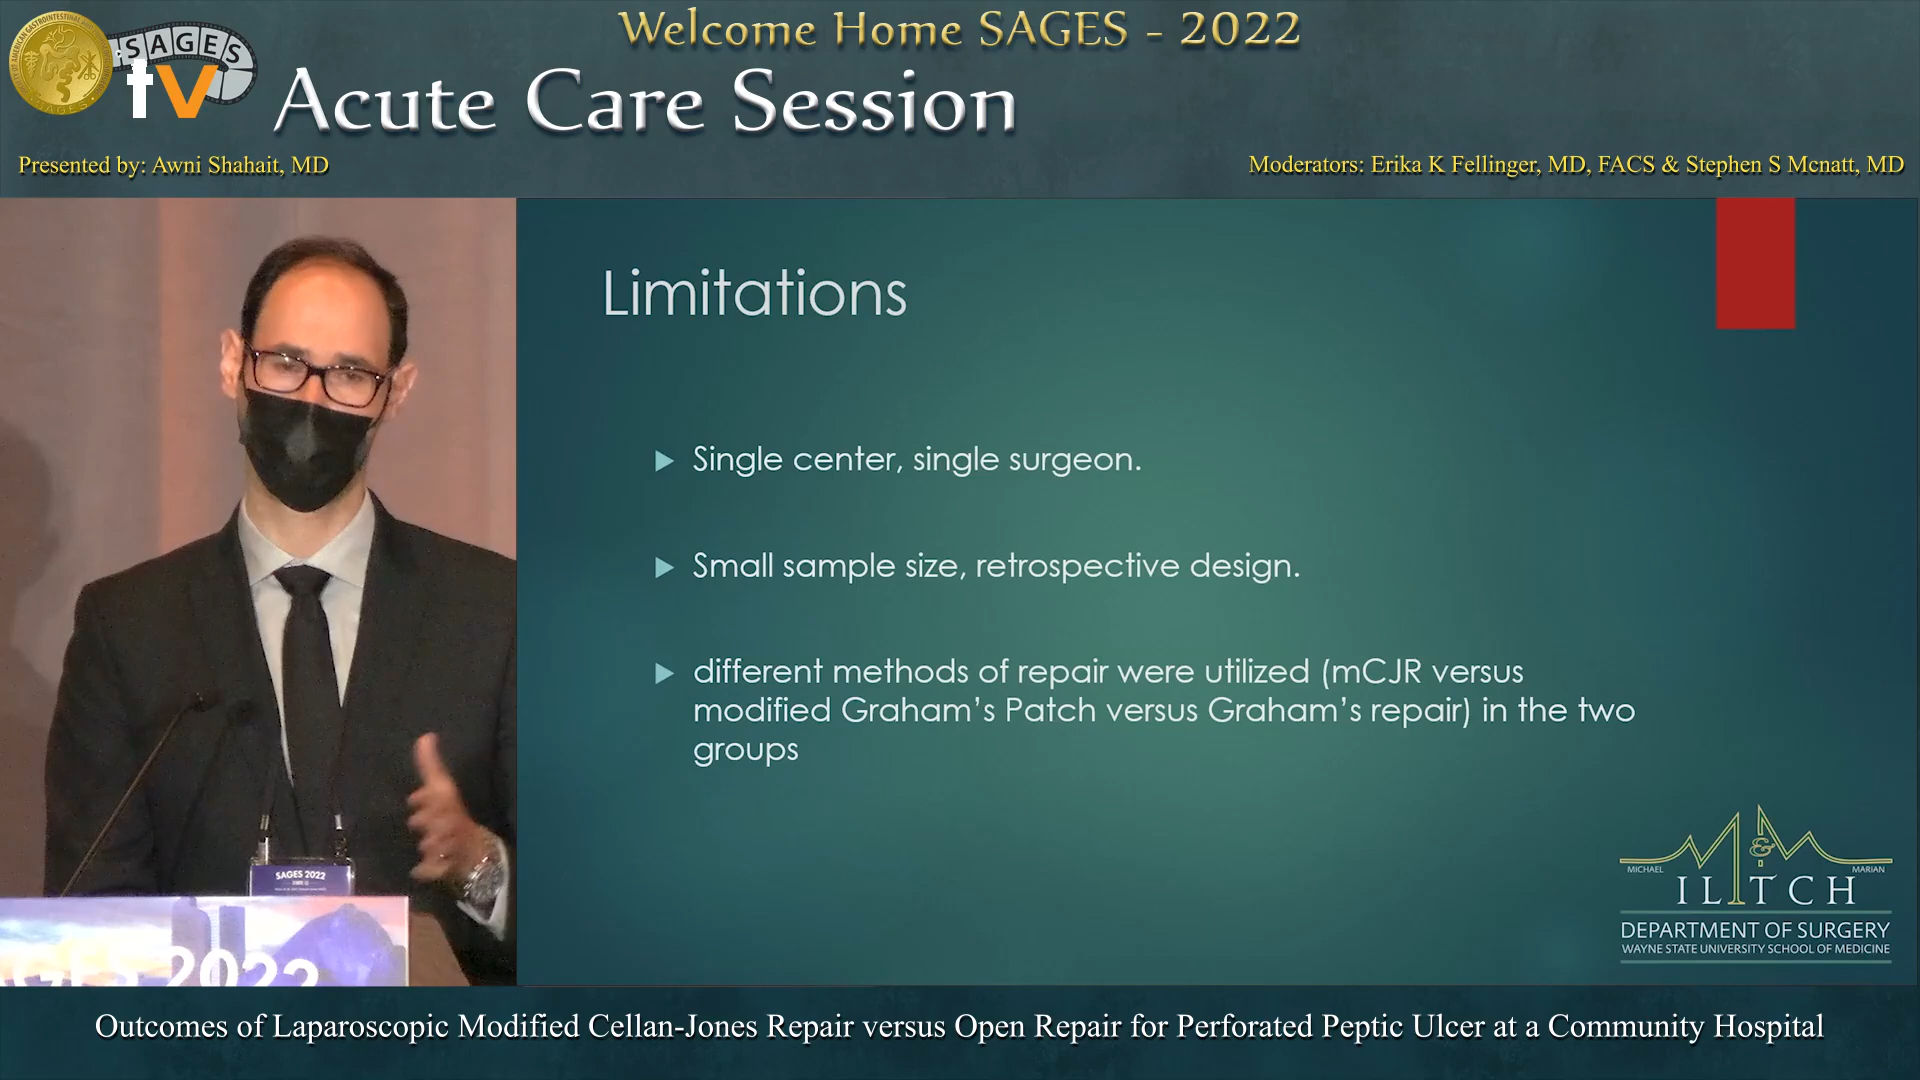 Welcome Home SAGES - 2022
SAGES
tv
Acute Care Session
Presented by: Awni Shahait, MD
Moderators: Erika K Fellinger, MD, FACS & Stephen S Mcnatt, MD
Limitations
Single center, single surgeon.
Small sample size, retrospective design.
different methods of repair were utilized (mCJR versus
modified Graham's Patch versus Graham's repair) in the two
groups
SAGES 2022
SAGES 2022
M&M
MICHAEL MARIAN
ILITCH
DEPARTMENT OF SURGERY
WAYNE STATE UNIVERSITY SCHOOL OF MEDICINE
Outcomes of Laparoscopic Modified Cellan-Jones Repair versus Open Repair for Perforated Peptic Ulcer at a Community Hospital